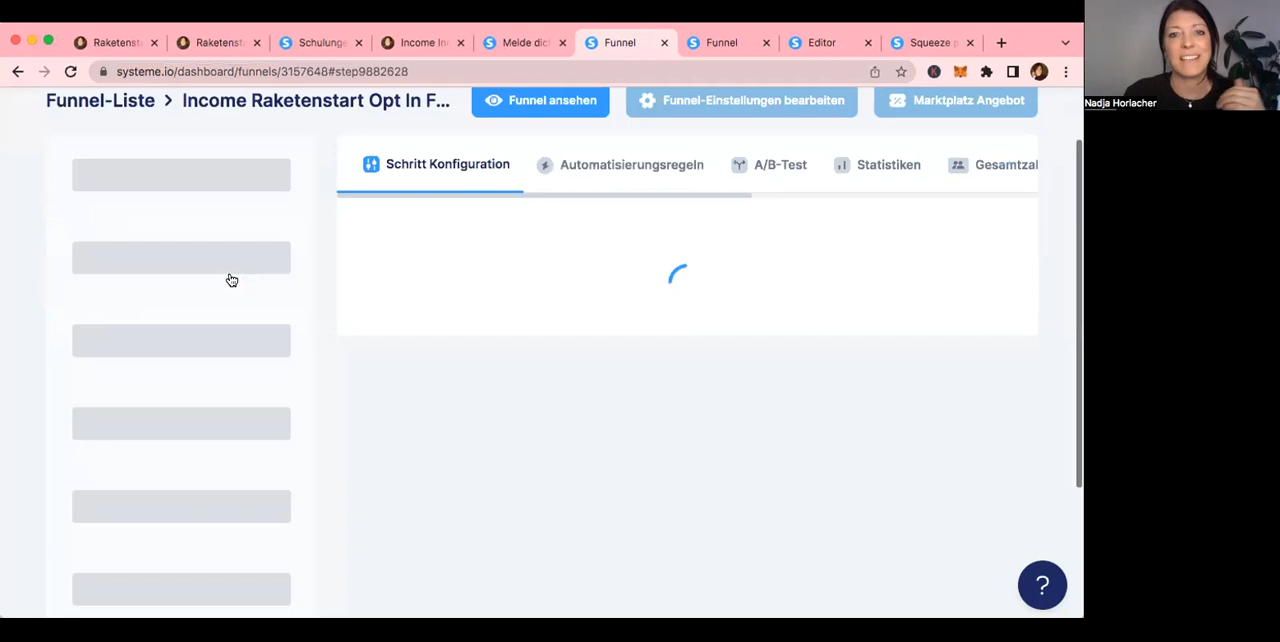 Raketenst
Raketenst
Schulunge
Income In
Melde dic
Funnel
Funnel
Editor
Squeeze p
systeme.io/dashboard/funnels/3157648#step9882628
Funnel-Liste > Income Raketenstart Opt In F...
Funnel ansehen
Funnel-Einstellungen bearbeiten
Marktplatz Angebot
Nadja Horlacher
Schritt Konfiguration
Automatisierungsregeln
A/B-Test
Statistiken
Gesamtzal
?